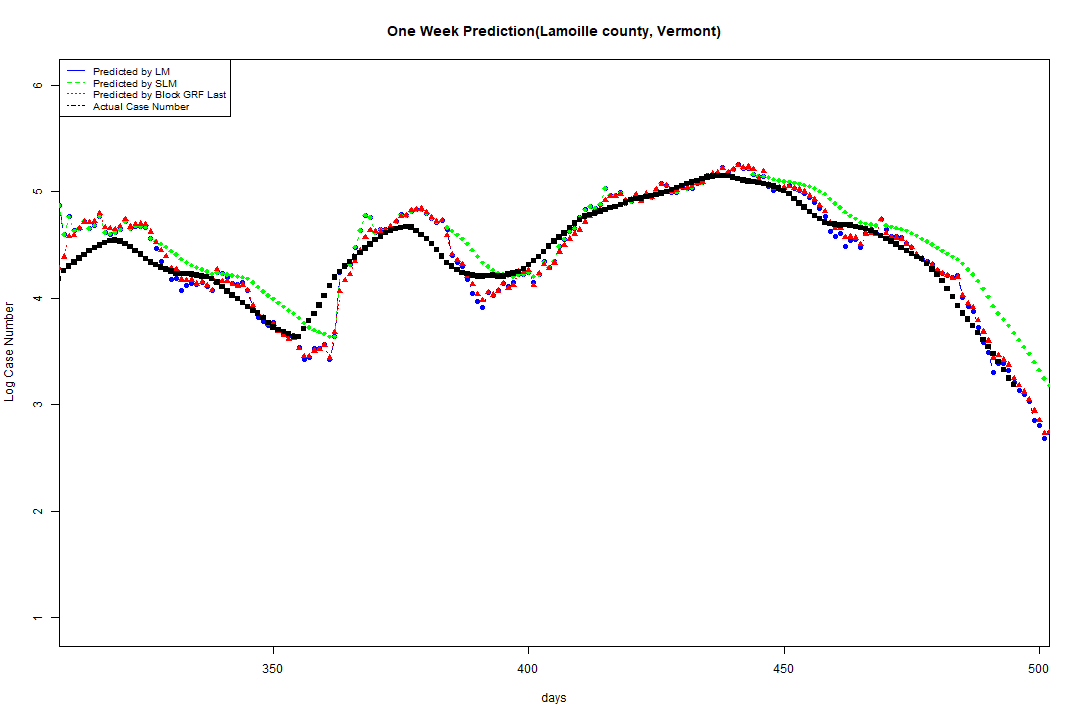 One Week Prediction(Lamoille county, Vermont)
Predicted by LM
Predicted by SLM
Predicted by Block GRF Last
Actual Case Number
6
5
4
3
2
1
Log Case Number
350
400
450
500
days